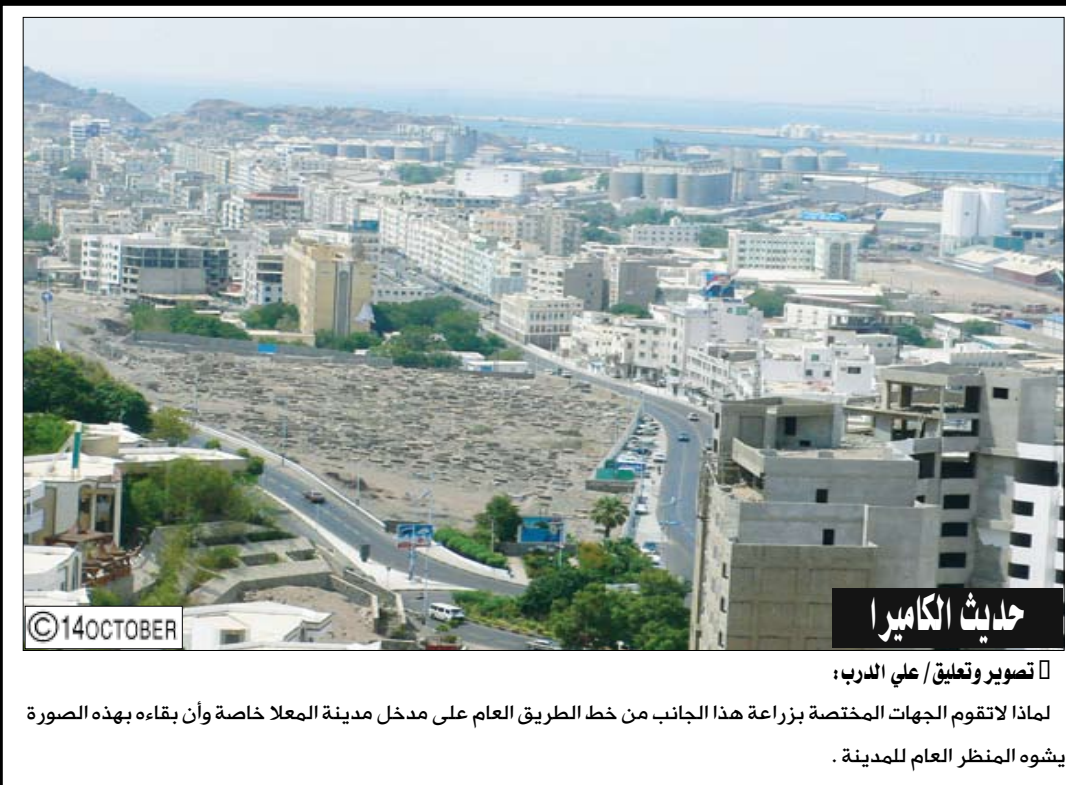 حديث الكاميرا
©14OCTOBER
تصوير وتعليق/ علي الدرب :
لماذا لاتقوم الجهات المختصة بزراعة هذا الجانب من خط الطريق العام على مدخل مدينة المعلا خاصة وأن بقاءه بهذه الصورة
يشوه المنظر العام للمدينة .